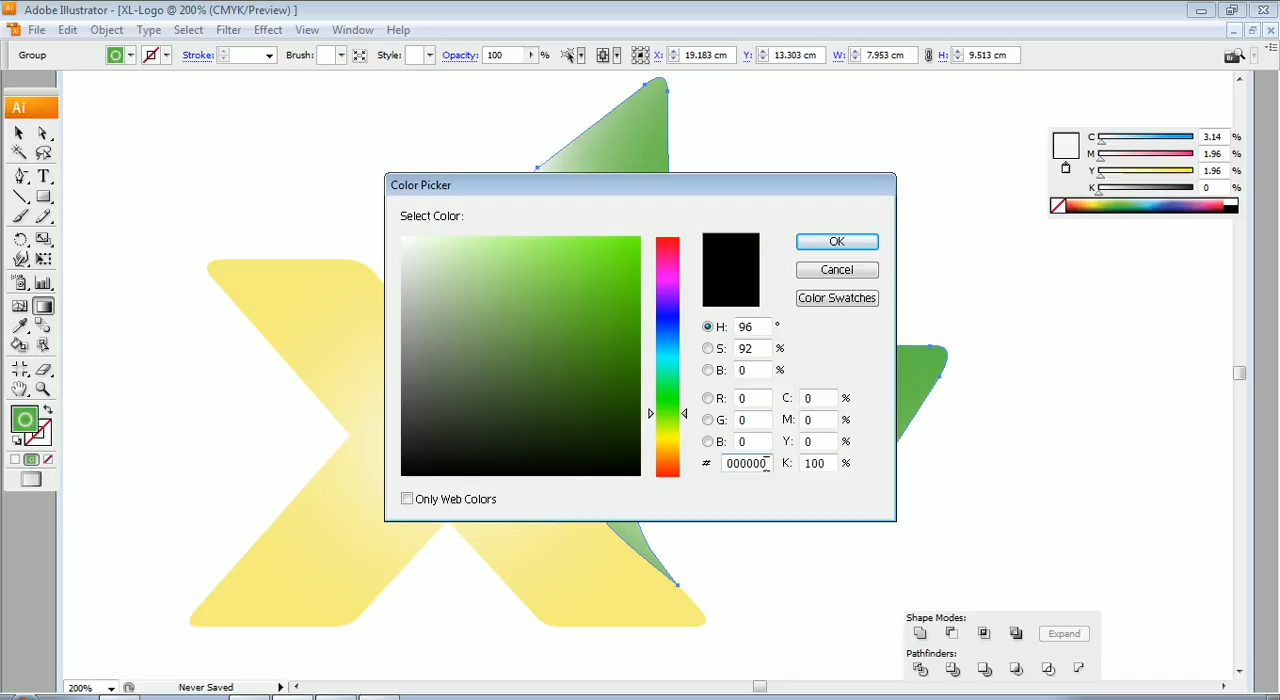 Adobe Illustrator - [XL-Logo @ 200% (CMYK/Preview) ]
File Edit Object Type Select Filter Effect View Window Help
Group Stroke: Brush: Style: Opacity: 100 % X: 19.183 cm Y: 13.303 cm W: 7.953 cm H: 9.513 cm
Ai
C 3.14 %
M 1.96 %
Y 1.96 %
K 0 %
Color Picker
Select Color:
OK
Cancel
Color Swatches
H: 96 °
S: 92 %
B: 0 %
R: 0 C: 0 %
G: 0 M: 0 %
B: 0 Y: 0 %
# 000000 K: 100 %
Only Web Colors
Shape Modes:
Expand
Pathfinders:
200% Never Saved